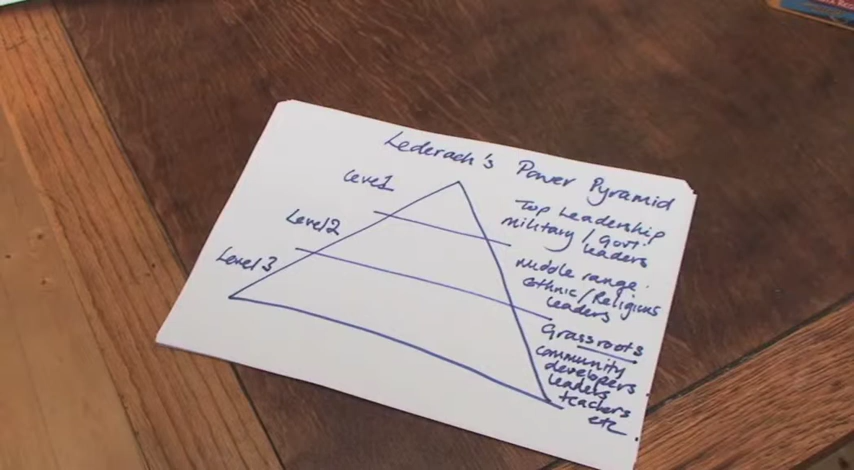 Lederach's Power Pyramid
Level 1
Top Leadership
Military / Govt.
leaders
Level 2
Middle range.
Ethnic/Religious
leaders
Level 3
Grassroots
community
developers
leaders
teachers
etc